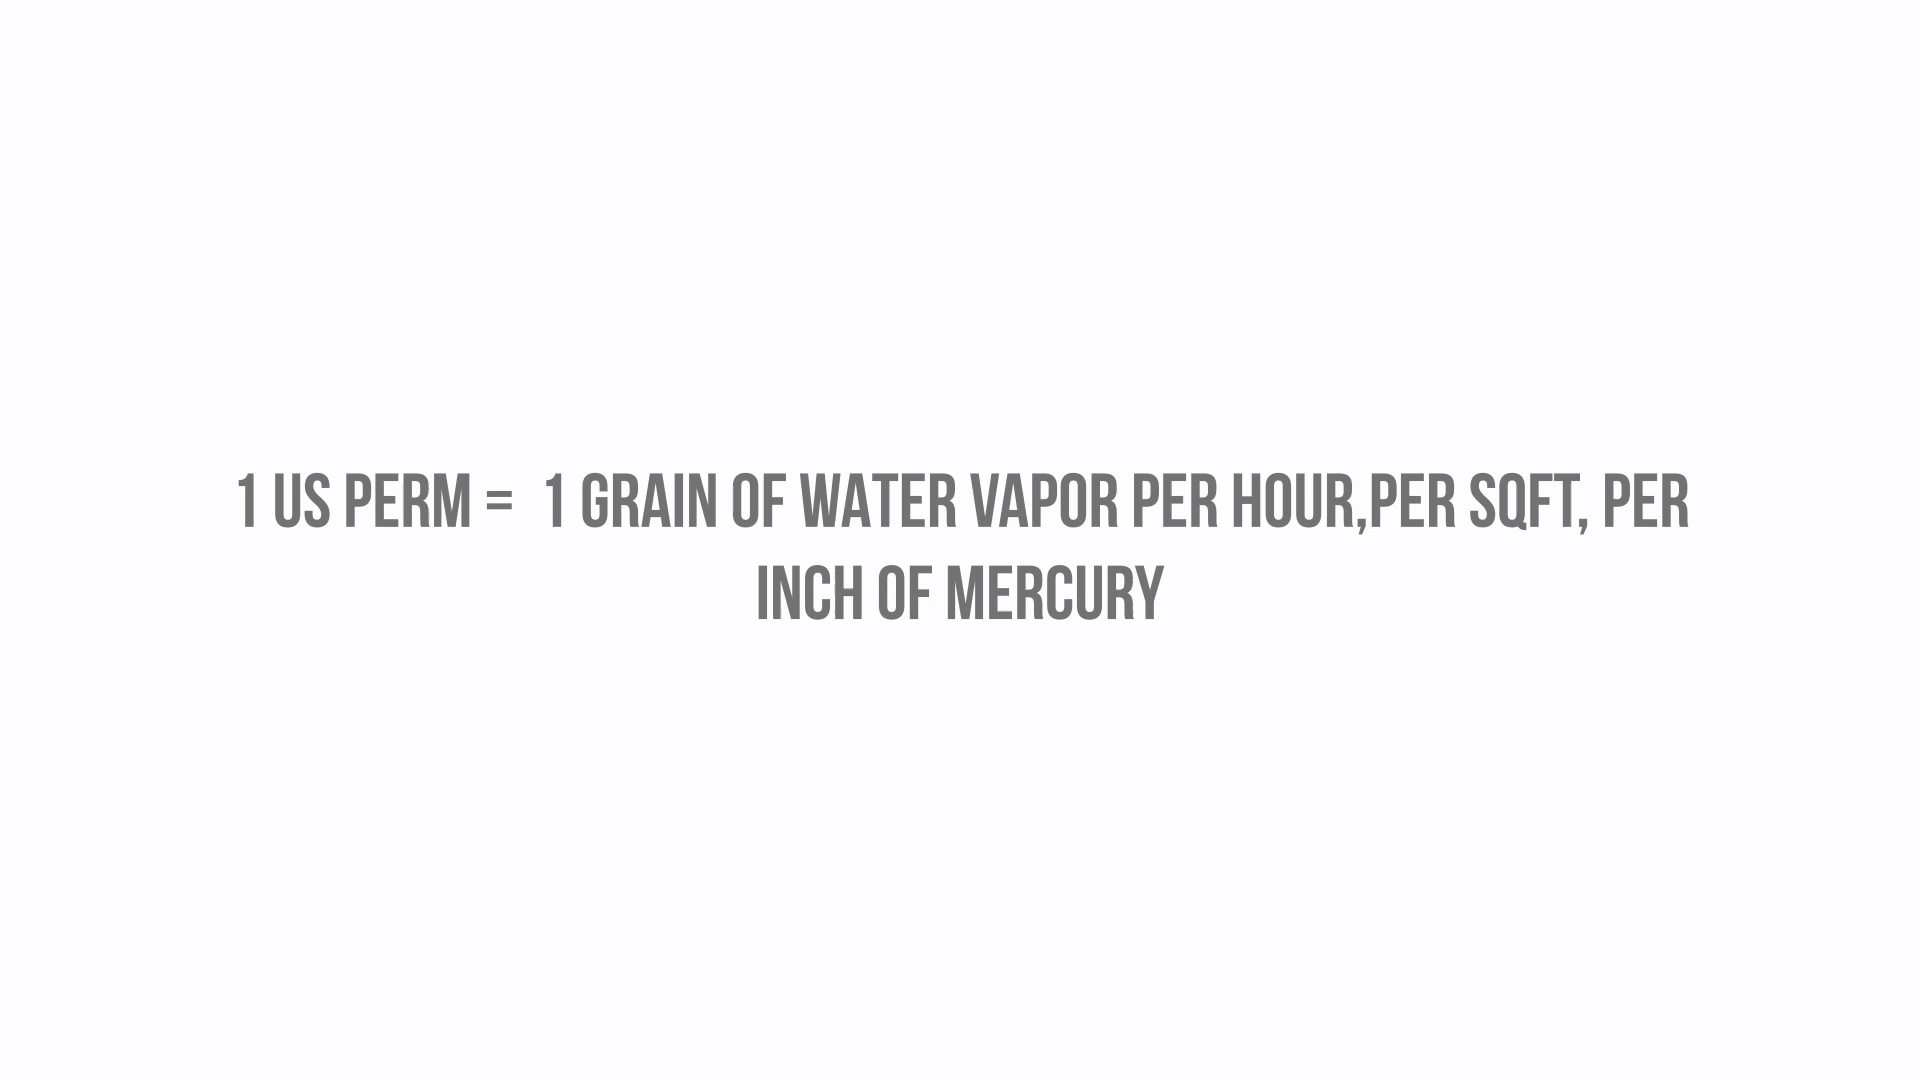 1 US PERM = 1 GRAIN OF WATER VAPOR PER HOUR,PER SQFT, PER
INCH OF MERCURY